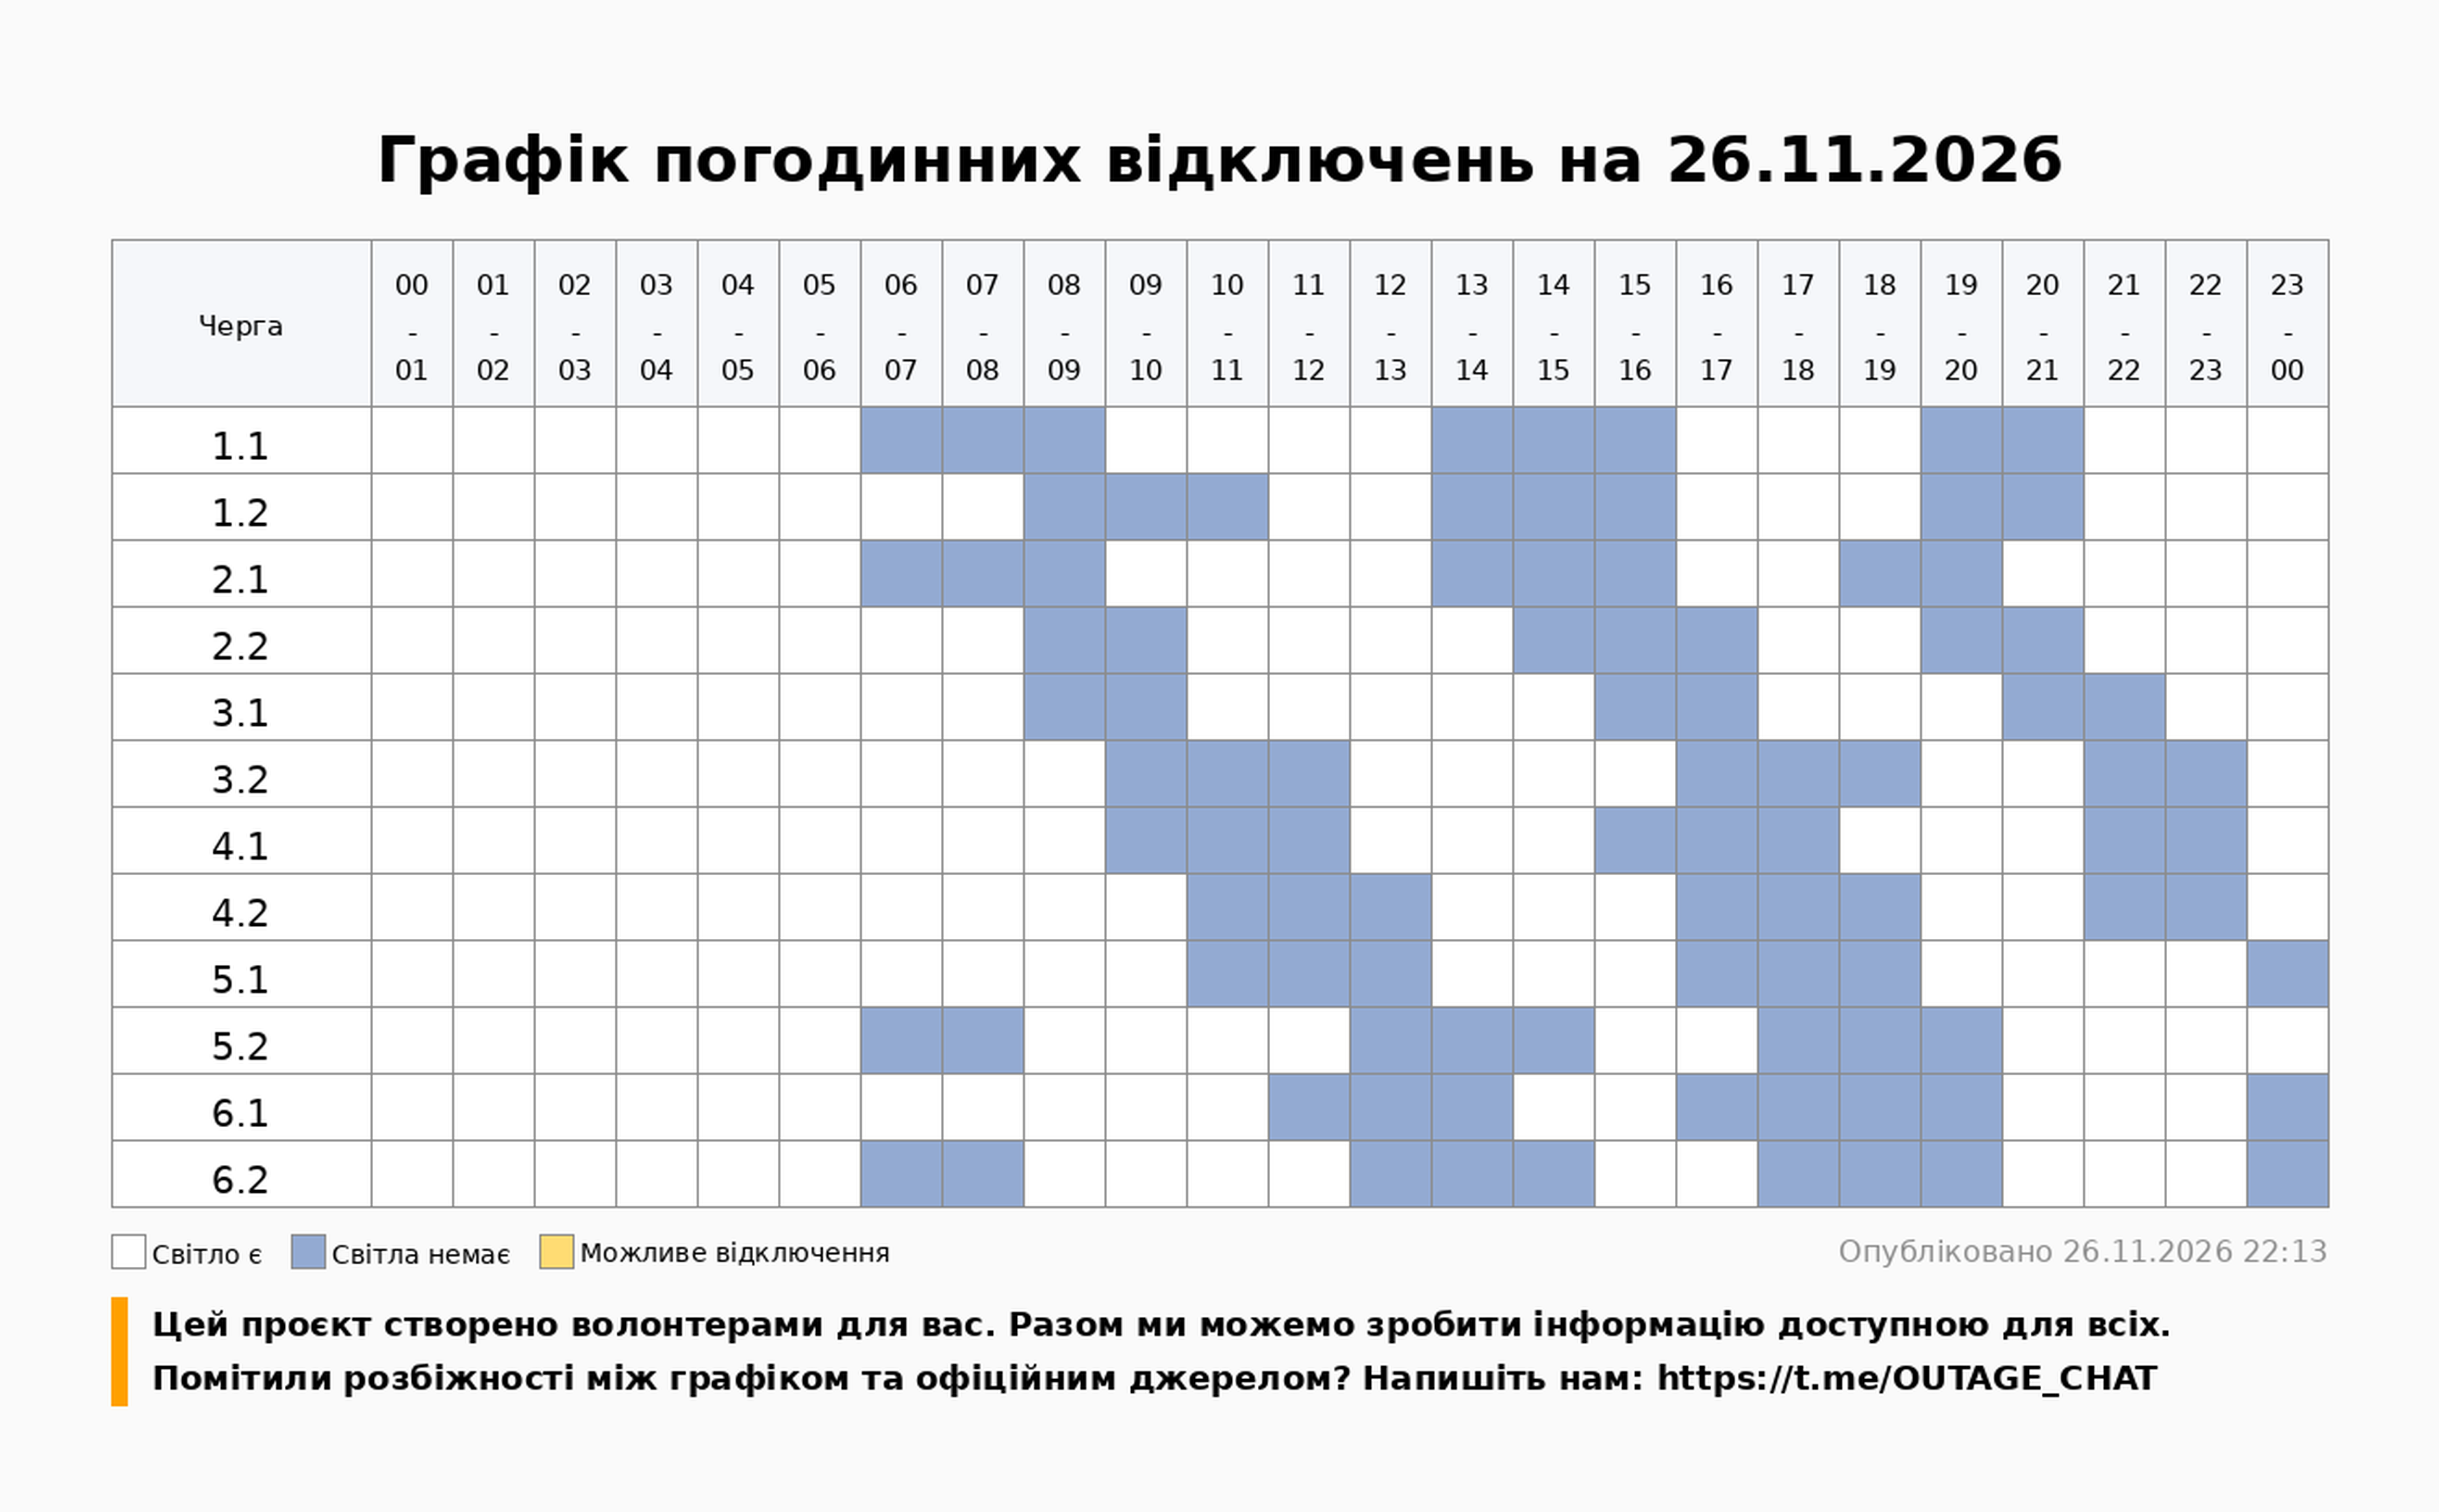 Графік погодинних відключень на 26.11.2026
Черга 00 - 01 01 - 02 02 - 03 03 - 04 04 - 05 05 - 06 06 - 07 07 - 08 08 - 09 09 - 10 10 - 11 11 - 12 12 - 13 13 - 14 14 - 15 15 - 16 16 - 17 17 - 18 18 - 19 19 - 20 20 - 21 21 - 22 22 - 23 23 - 00
1.1
1.2
2.1
2.2
3.1
3.2
4.1
4.2
5.1
5.2
6.1
6.2
Світло є Світла немає Можливе відключення Опубліковано 26.11.2026 22:13
Цей проєкт створено волонтерами для вас. Разом ми можемо зробити інформацію доступною для всіх.
Помітили розбіжності між графіком та офіційним джерелом? Напишіть нам: https://t.me/OUTAGE_CHAT